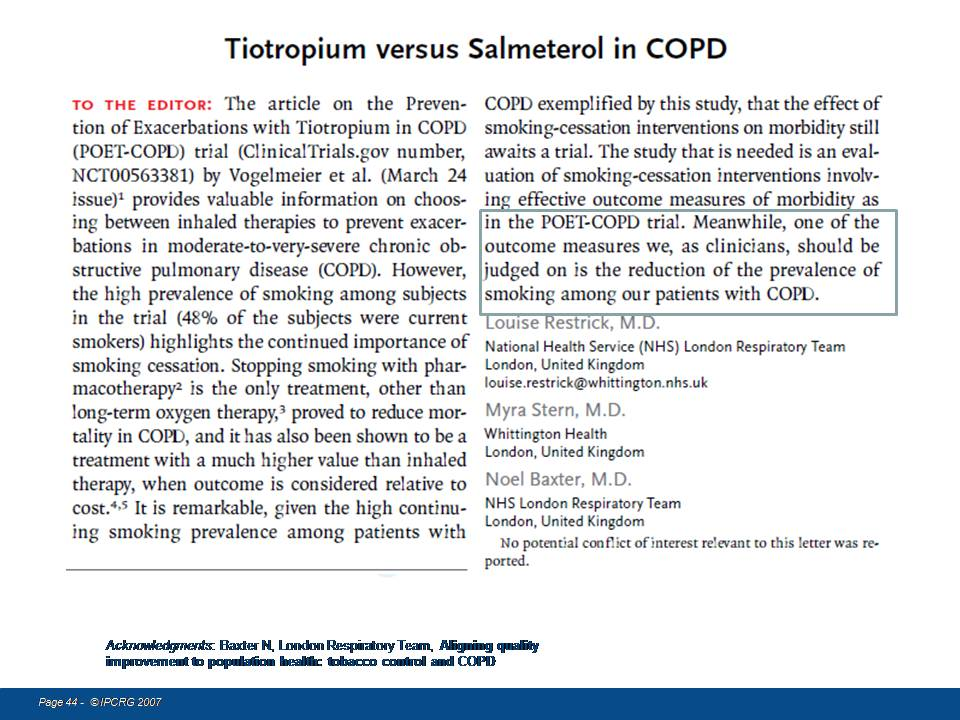 Tiotropium versus Salmeterol in COPD
TO THE EDITOR: The article on the Preven-
tion of Exacerbations with Tiotropium in COPD
(POET-COPD) trial (ClinicalTrials.gov number,
NCT00563381) by Vogelmeier et al. (March 24
issue)¹ provides valuable information on choos-
ing between inhaled therapies to prevent exacer-
bations in moderate-to-very-severe chronic ob-
structive pulmonary disease (COPD). However,
the high prevalence of smoking among subjects
in the trial (48% of the subjects were current
smokers) highlights the continued importance of
smoking cessation. Stopping smoking with phar-
macotherapy² is the only treatment, other than
long-term oxygen therapy,³ proved to reduce mor-
tality in COPD, and it has also been shown to be a
treatment with a much higher value than inhaled
therapy, when outcome is considered relative to
cost.⁴,⁵ It is remarkable, given the high continu-
ing smoking prevalence among patients with
COPD exemplified by this study, that the effect of
smoking-cessation interventions on morbidity still
awaits a trial. The study that is needed is an eval-
uation of smoking-cessation interventions involv-
ing effective outcome measures of morbidity as
in the POET-COPD trial. Meanwhile, one of the
outcome measures we, as clinicians, should be
judged on is the reduction of the prevalence of
smoking among our patients with COPD.
Louise Restrick, M.D.
National Health Service (NHS) London Respiratory Team
London, United Kingdom
louise.restrick@whittington.nhs.uk
Myra Stern, M.D.
Whittington Health
London, United Kingdom
Noel Baxter, M.D.
NHS London Respiratory Team
London, United Kingdom
No potential conflict of interest relevant to this letter was re-
ported.
Acknowledgments: Baxter N, London Respiratory Team, Aligning quality
improvement to population health: tobacco control and COPD
Page 44 - © IPCRG 2007